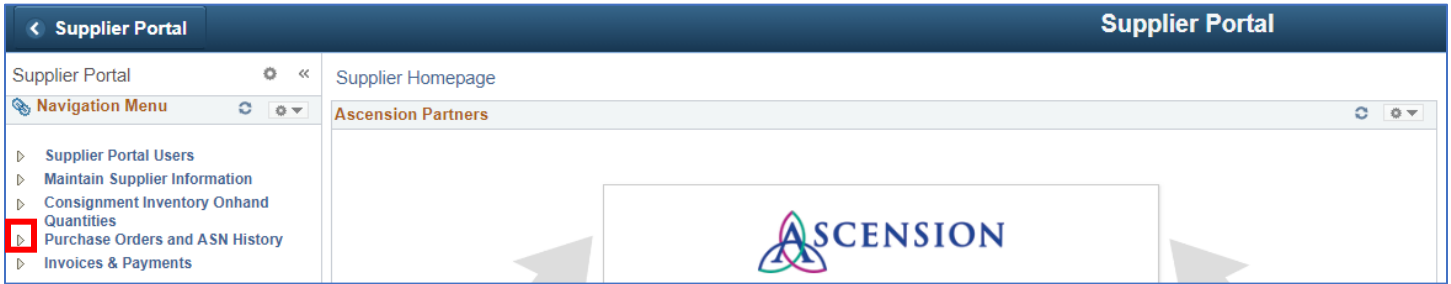 Supplier Portal
Supplier Portal
Supplier Portal
Supplier Homepage
Navigation Menu
Ascension Partners
Supplier Portal Users
Maintain Supplier Information
Consignment Inventory Onhand
Quantities
Purchase Orders and ASN History
Invoices & Payments
ASCENSION